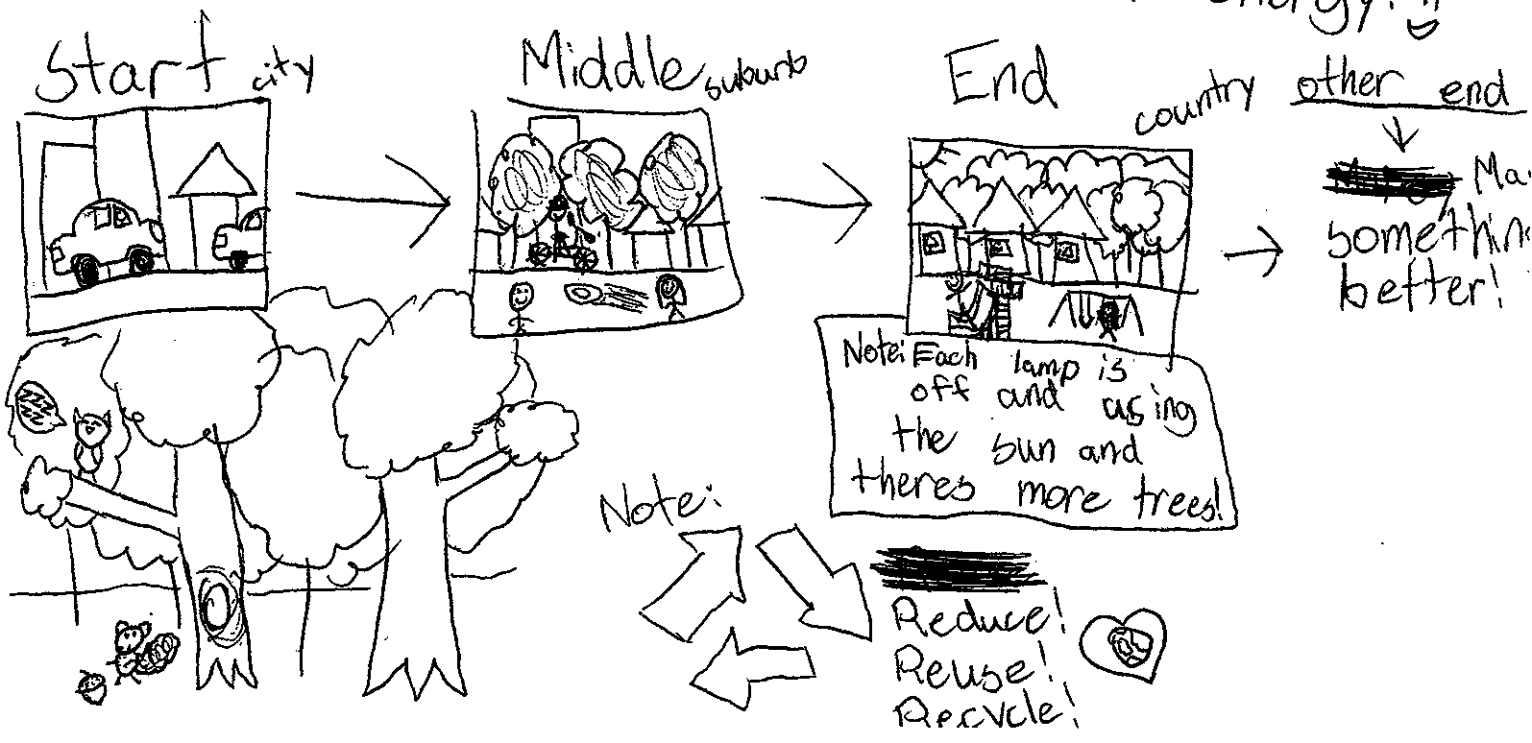 energy!
Start city
Middle suburb
End
country
other end
something
better!
Note: Each lamp is
off and using
the sun and
theres more trees!
Note:
Reduce!
Reuse!
Recycle!